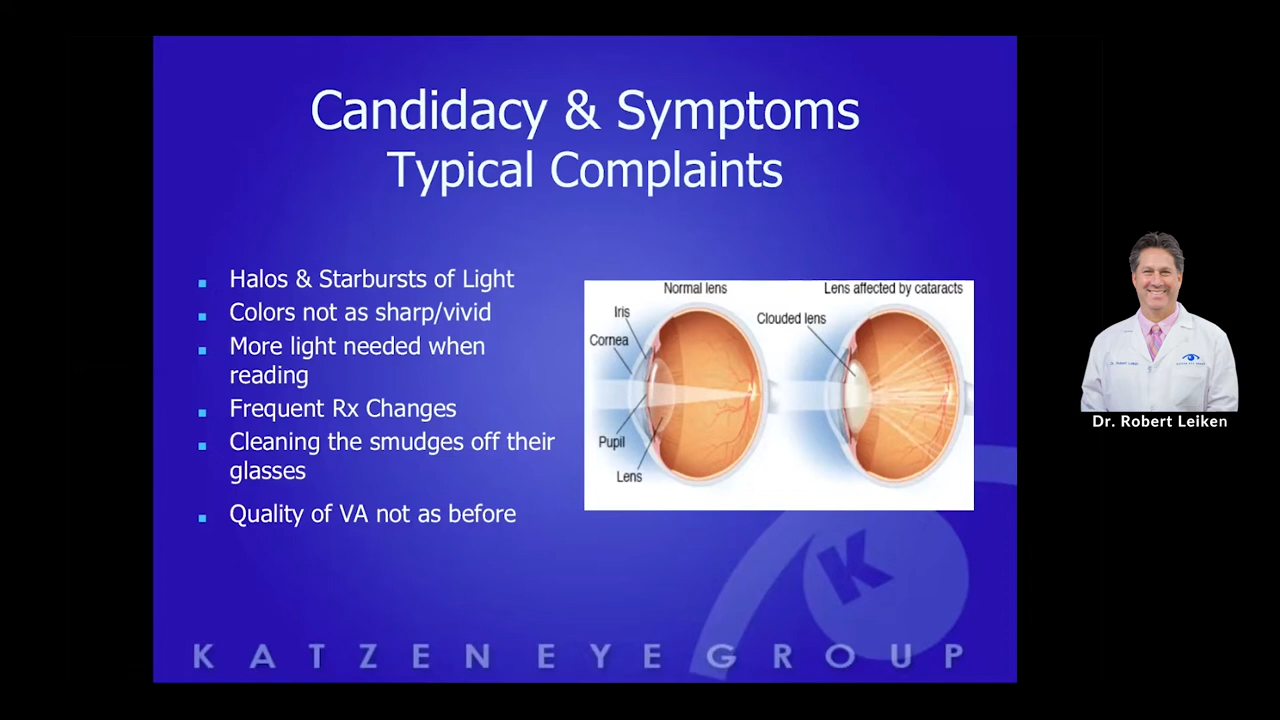 Candidacy & Symptoms
Typical Complaints
Halos & Starbursts of Light
Colors not as sharp/vivid
More light needed when
reading
Frequent Rx Changes
Cleaning the smudges off their
glasses
Quality of VA not as before
Normal lens
Lens affected by cataracts
Iris
Clouded lens
Cornea
Pupil
Lens
K
KATZEN EYE GROUP
Dr. Robert Leiken